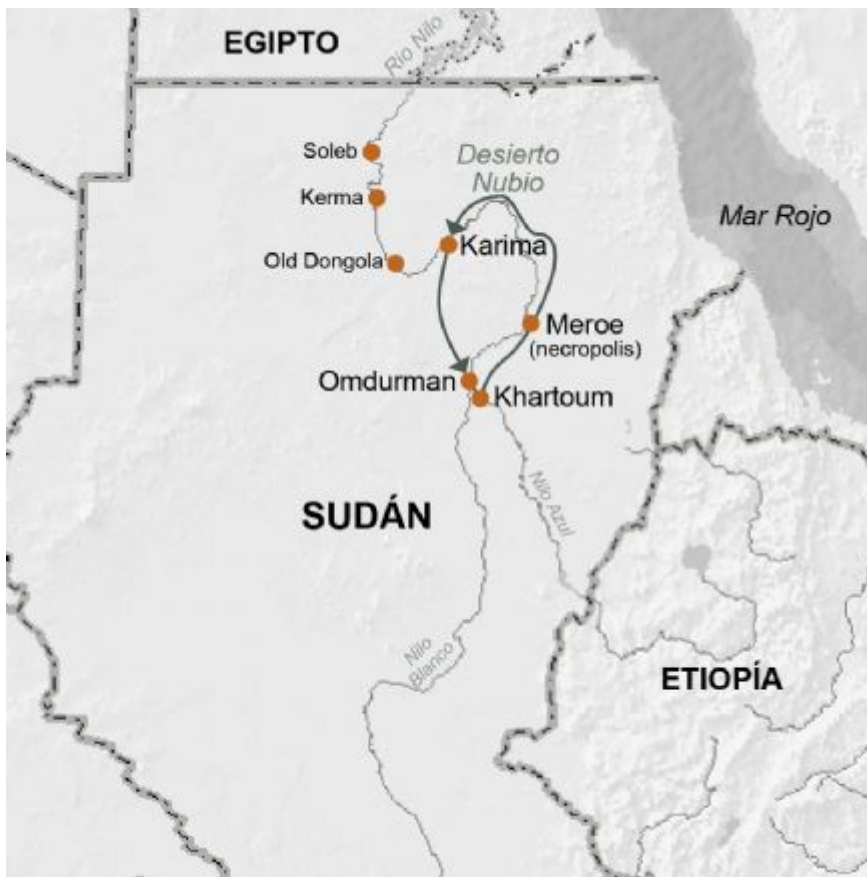 EGIPTO
Río Nilo
Soleb
Desierto
Nubio
Kerma
Mar Rojo
Old Dongola
Karima
Meroe
(necropolis)
Omdurman
Khartoum
Nilo Azul
SUDÁN
Nilo
Blanco
ETIOPÍA